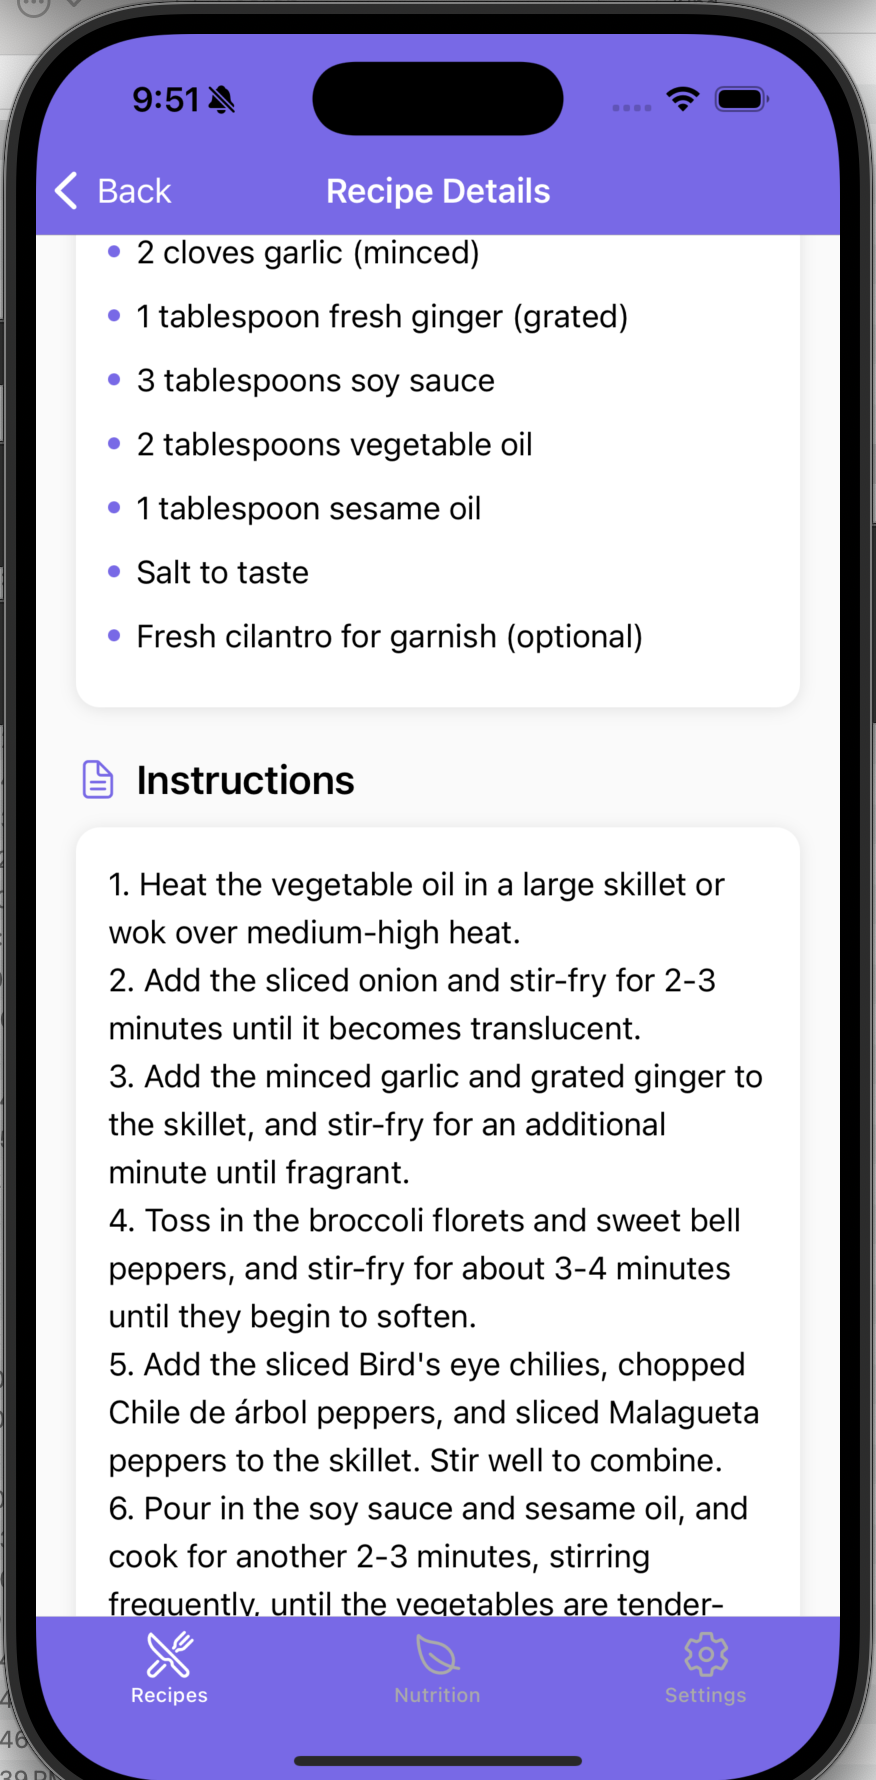 9:51
Back
Recipe Details
2 cloves garlic (minced)
1 tablespoon fresh ginger (grated)
3 tablespoons soy sauce
2 tablespoons vegetable oil
1 tablespoon sesame oil
Salt to taste
Fresh cilantro for garnish (optional)
Instructions
1. Heat the vegetable oil in a large skillet or
wok over medium-high heat.
2. Add the sliced onion and stir-fry for 2-3
minutes until it becomes translucent.
3. Add the minced garlic and grated ginger to
the skillet, and stir-fry for an additional
minute until fragrant.
4. Toss in the broccoli florets and sweet bell
peppers, and stir-fry for about 3-4 minutes
until they begin to soften.
5. Add the sliced Bird's eye chilies, chopped
Chile de árbol peppers, and sliced Malagueta
peppers to the skillet. Stir well to combine.
6. Pour in the soy sauce and sesame oil, and
cook for another 2-3 minutes, stirring
frequently, until the vegetables are tender-
Recipes
Nutrition
Settings
46